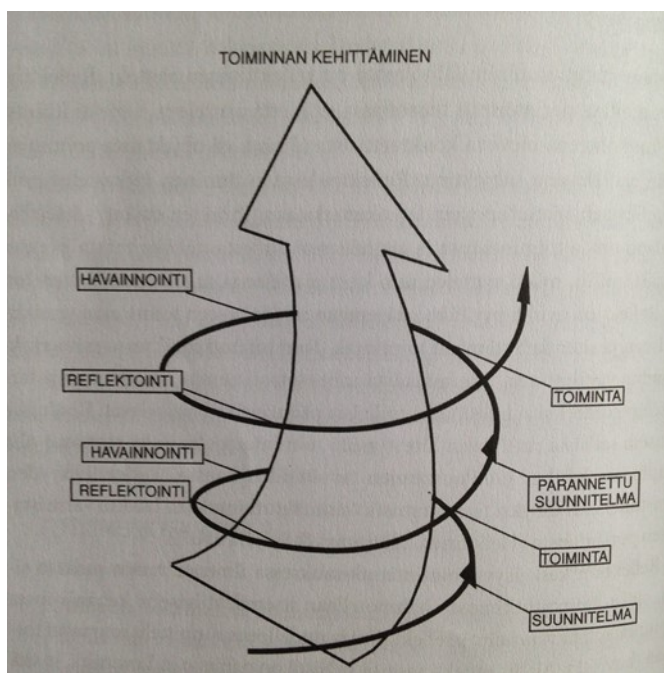 TOIMINNAN KEHITTÄMINEN
HAVAINNOINTI
REFLEKTOINTI
TOIMINTA
HAVAINNOINTI
REFLEKTOINTI
PARANNETTU
SUUNNITELMA
TOIMINTA
SUUNNITELMA